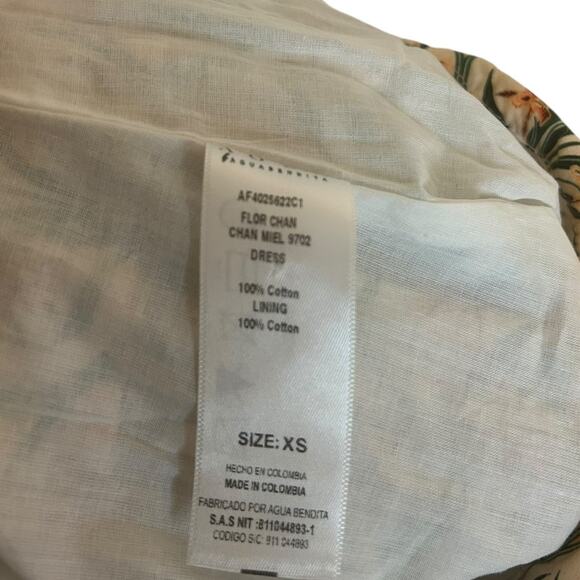 AGUABENDITA
AF4025622C1
FLOR CHAN
CHAN MIEL 9702
DRESS
100% Cotton
LINING
100% Cotton
SIZE: XS
HECHO EN COLOMBIA
MADE IN COLOMBIA
FABRICADO POR AGUA BENDITA
S.A.S NIT :811044893-1
CODIGO SIC: 811 044893